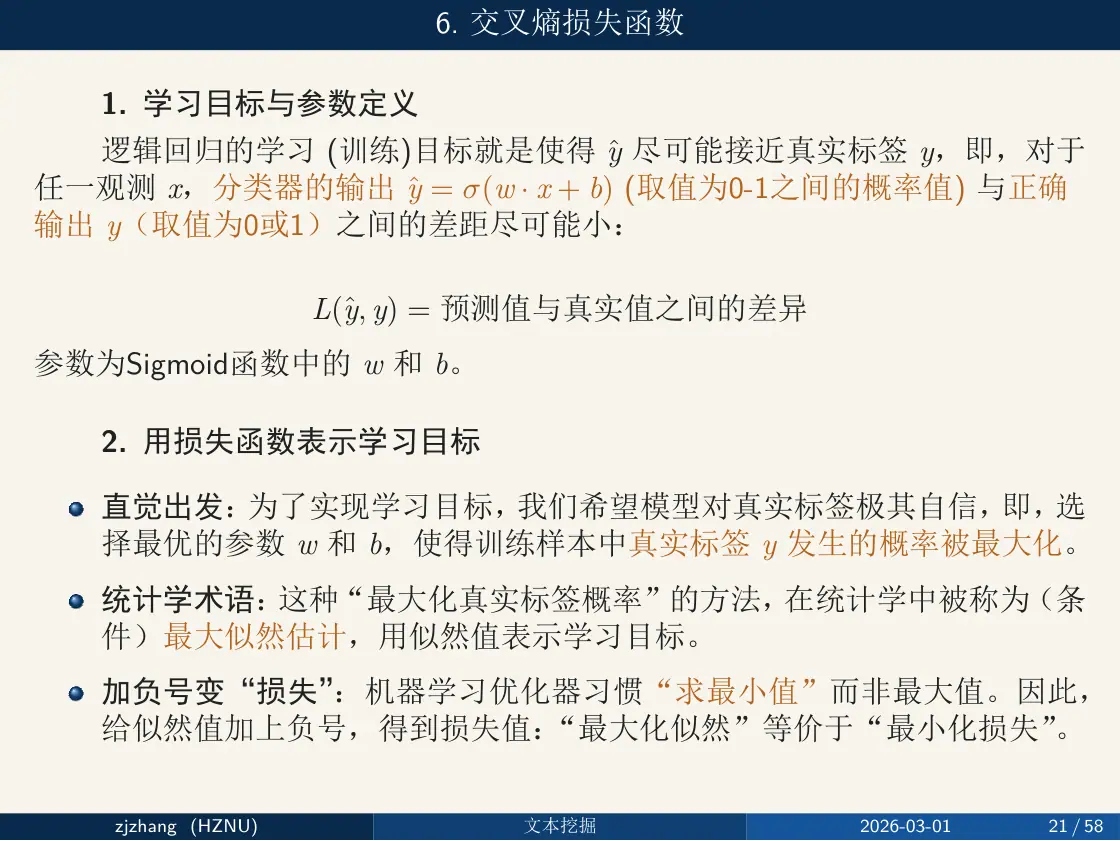 6. 交叉熵损失函数
1. 学习目标与参数定义
逻辑回归的学习 (训练)目标就是使得 ŷ 尽可能接近真实标签 y，即，对于
任一观测 x，分类器的输出 ŷ = σ(w · x + b) (取值为0-1之间的概率值) 与正确
输出 y（取值为0或1）之间的差距尽可能小：
L(ŷ, y) = 预测值与真实值之间的差异
参数为Sigmoid函数中的 w 和 b。
2. 用损失函数表示学习目标
直觉出发：为了实现学习目标，我们希望模型对真实标签极其自信，即，选
择最优的参数 w 和 b，使得训练样本中真实标签 y 发生的概率被最大化。
统计学术语：这种“最大化真实标签概率”的方法，在统计学中被称为（条
件）最大似然估计，用似然值表示学习目标。
加负号变“损失”：机器学习优化器习惯“求最小值”而非最大值。因此，
给似然值加上负号，得到损失值：“最大化似然”等价于“最小化损失”。
zjzhang (HZNU) 文本挖掘 2026-03-01 21 / 58